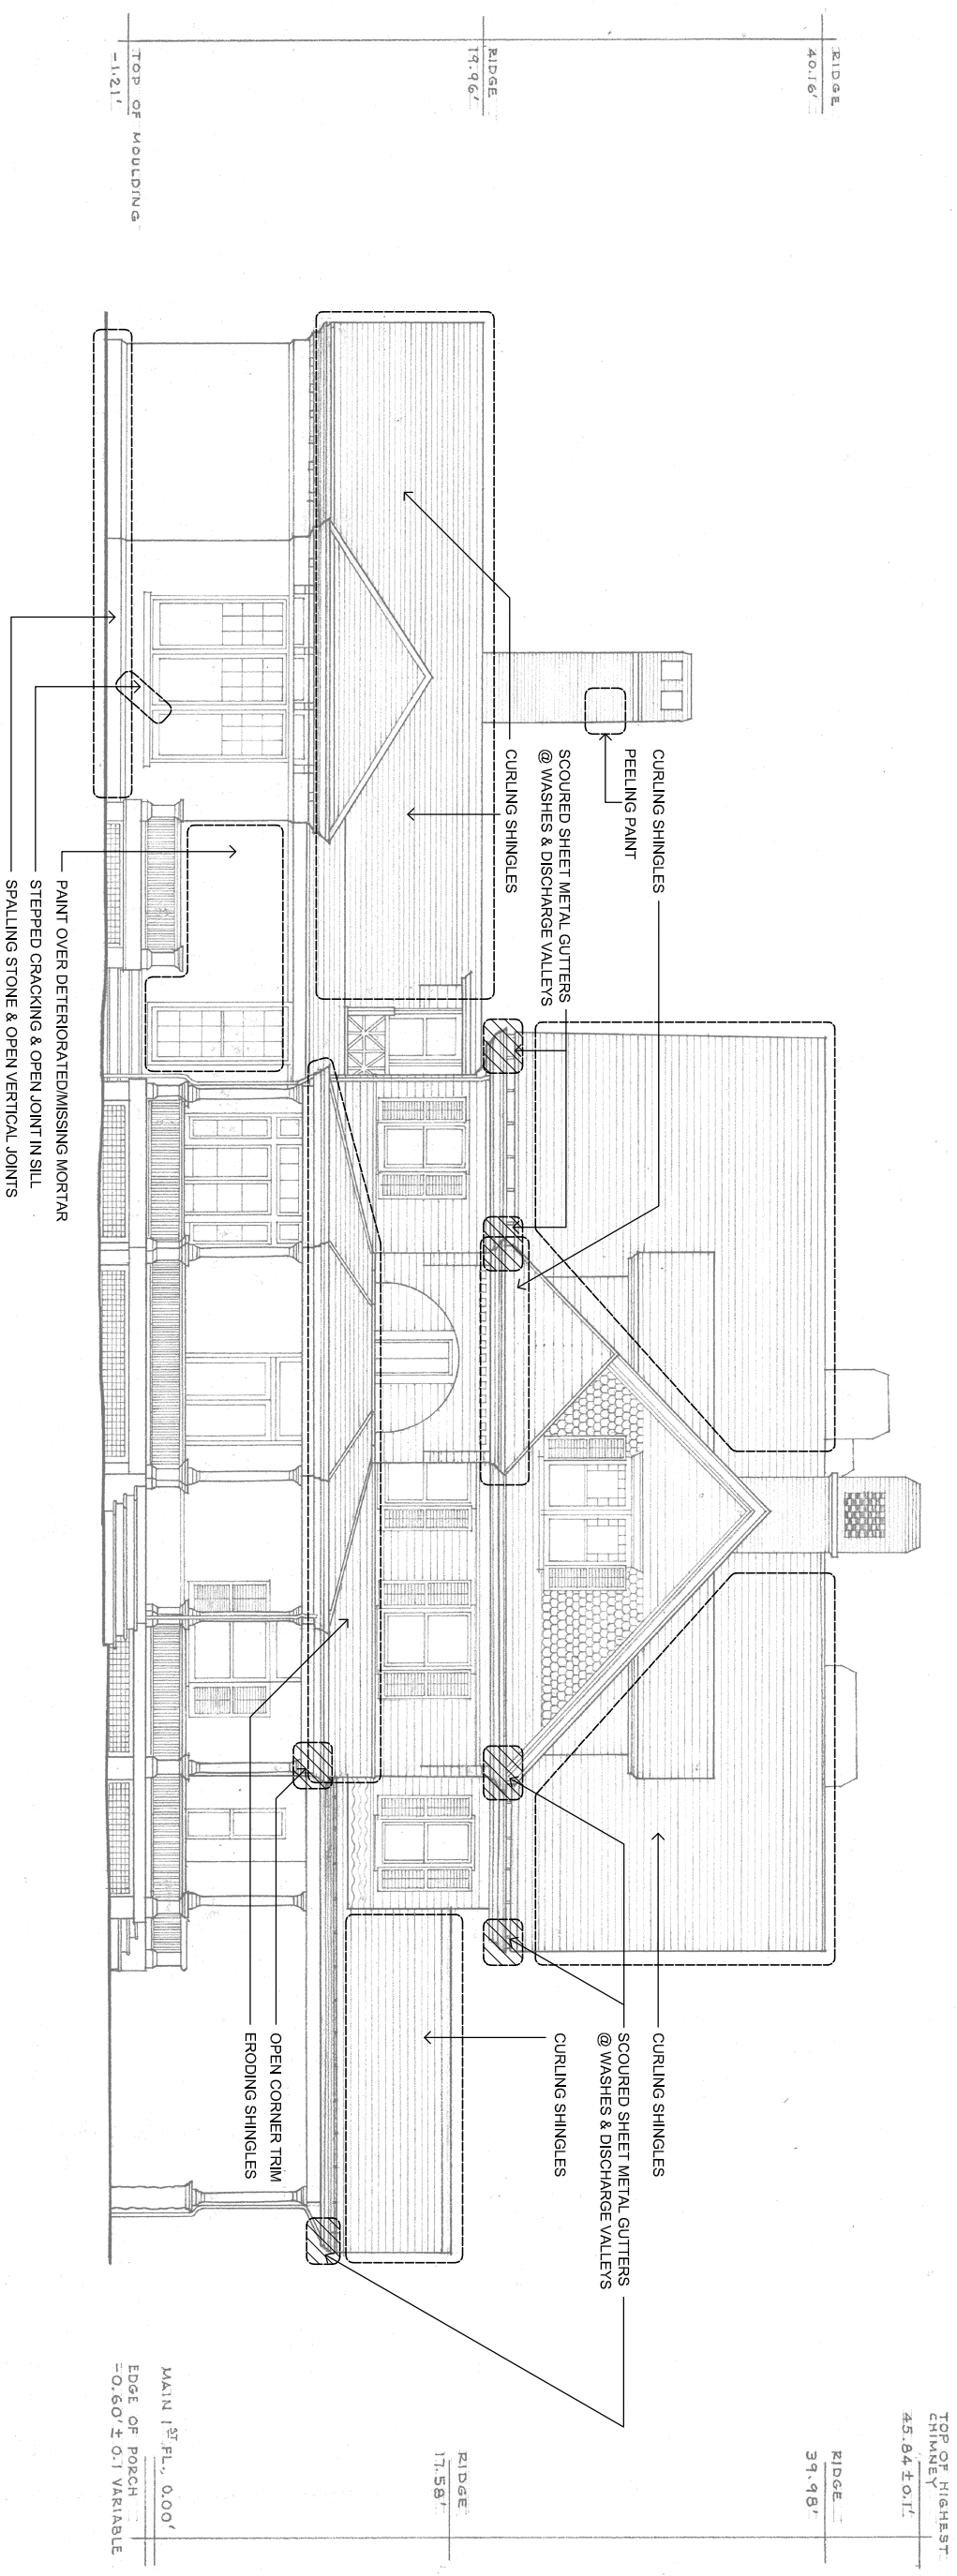 RIDGE
40.16'
RIDGE
19.96'
TOP OF MOULDING
-1.21'
CURLING SHINGLES
PEELING PAINT
SCOURED SHEET METAL GUTTERS
@ WASHES & DISCHARGE VALLEYS
CURLING SHINGLES
PAINT OVER DETERIORATED/MISSING MORTAR
STEPPED CRACKING & OPEN JOINT IN SILL
SPALLING STONE & OPEN VERTICAL JOINTS
CURLING SHINGLES
SCOURED SHEET METAL GUTTERS
@ WASHES & DISCHARGE VALLEYS
CURLING SHINGLES
OPEN CORNER TRIM
ERODING SHINGLES
TOP OF HIGHEST
CHIMNEY
45.84 ± 0.1'
RIDGE
39.98'
RIDGE
17.58'
MAIN 1ST FL., 0.00'
EDGE OF PORCH
-0.60' ± 0.1 VARIABLE